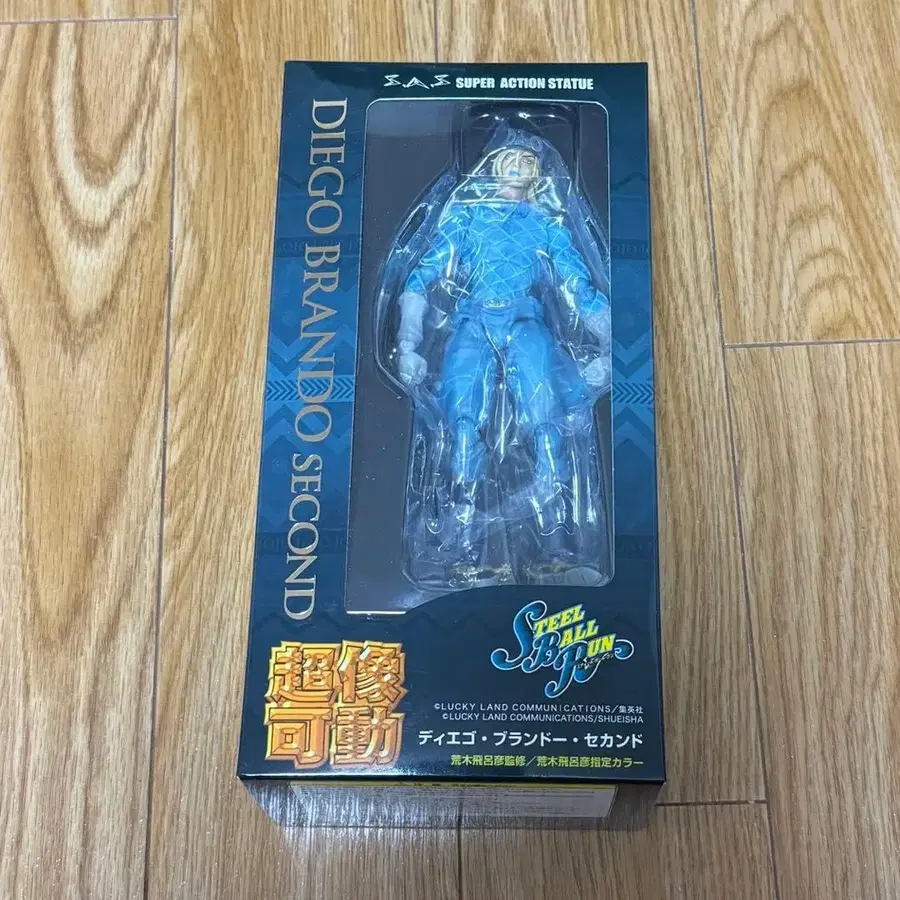 S.A.S SUPER ACTION STATUE
DIEGO BRANDO SECOND
STEEL
BALL
RUN
超像
可動
©LUCKY LAND COMMUNICATIONS/集英社
©LUCKY LAND COMMUNICATIONS/SHUEISHA
ディエゴ・ブランドー・セカンド
荒木飛呂彦監修/荒木飛呂彦指定カラー